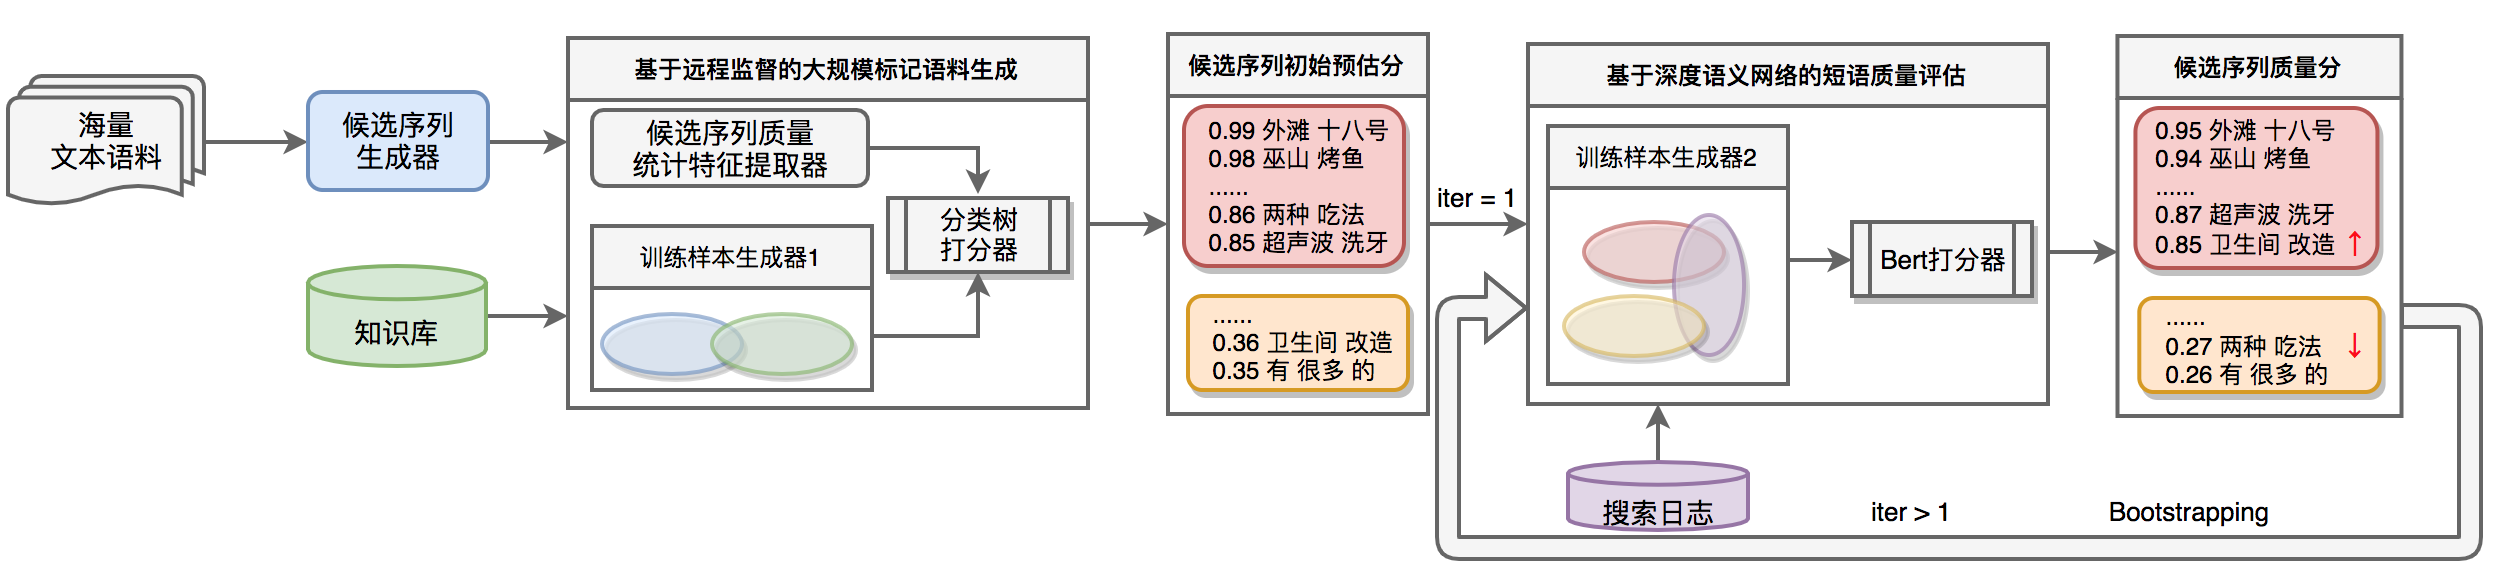 海量
文本语料
候选序列
生成器
知识库
基于远程监督的大规模标记语料生成
候选序列质量
统计特征提取器
训练样本生成器1
分类树
打分器
候选序列初始预估分
0.99 外滩 十八号
0.98 巫山 烤鱼
......
0.86 两种 吃法
0.85 超声波 洗牙
......
0.36 卫生间 改造
0.35 有 很多 的
iter = 1
基于深度语义网络的短语质量评估
训练样本生成器2
Bert打分器
搜索日志
候选序列质量分
0.95 外滩 十八号
0.94 巫山 烤鱼
......
0.87 超声波 洗牙
0.85 卫生间 改造 ↑
......
0.27 两种 吃法 ↓
0.26 有 很多 的
iter > 1
Bootstrapping